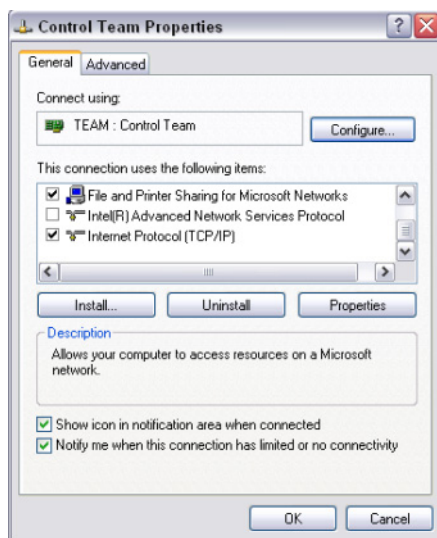 Control Team Properties
General
Advanced
Connect using:
TEAM : Control Team
Configure...
This connection uses the following items:
File and Printer Sharing for Microsoft Networks
Intel(R) Advanced Network Services Protocol
Internet Protocol (TCP/IP)
Install...
Uninstall
Properties
Description
Allows your computer to access resources on a Microsoft
network.
Show icon in notification area when connected
Notify me when this connection has limited or no connectivity
OK
Cancel